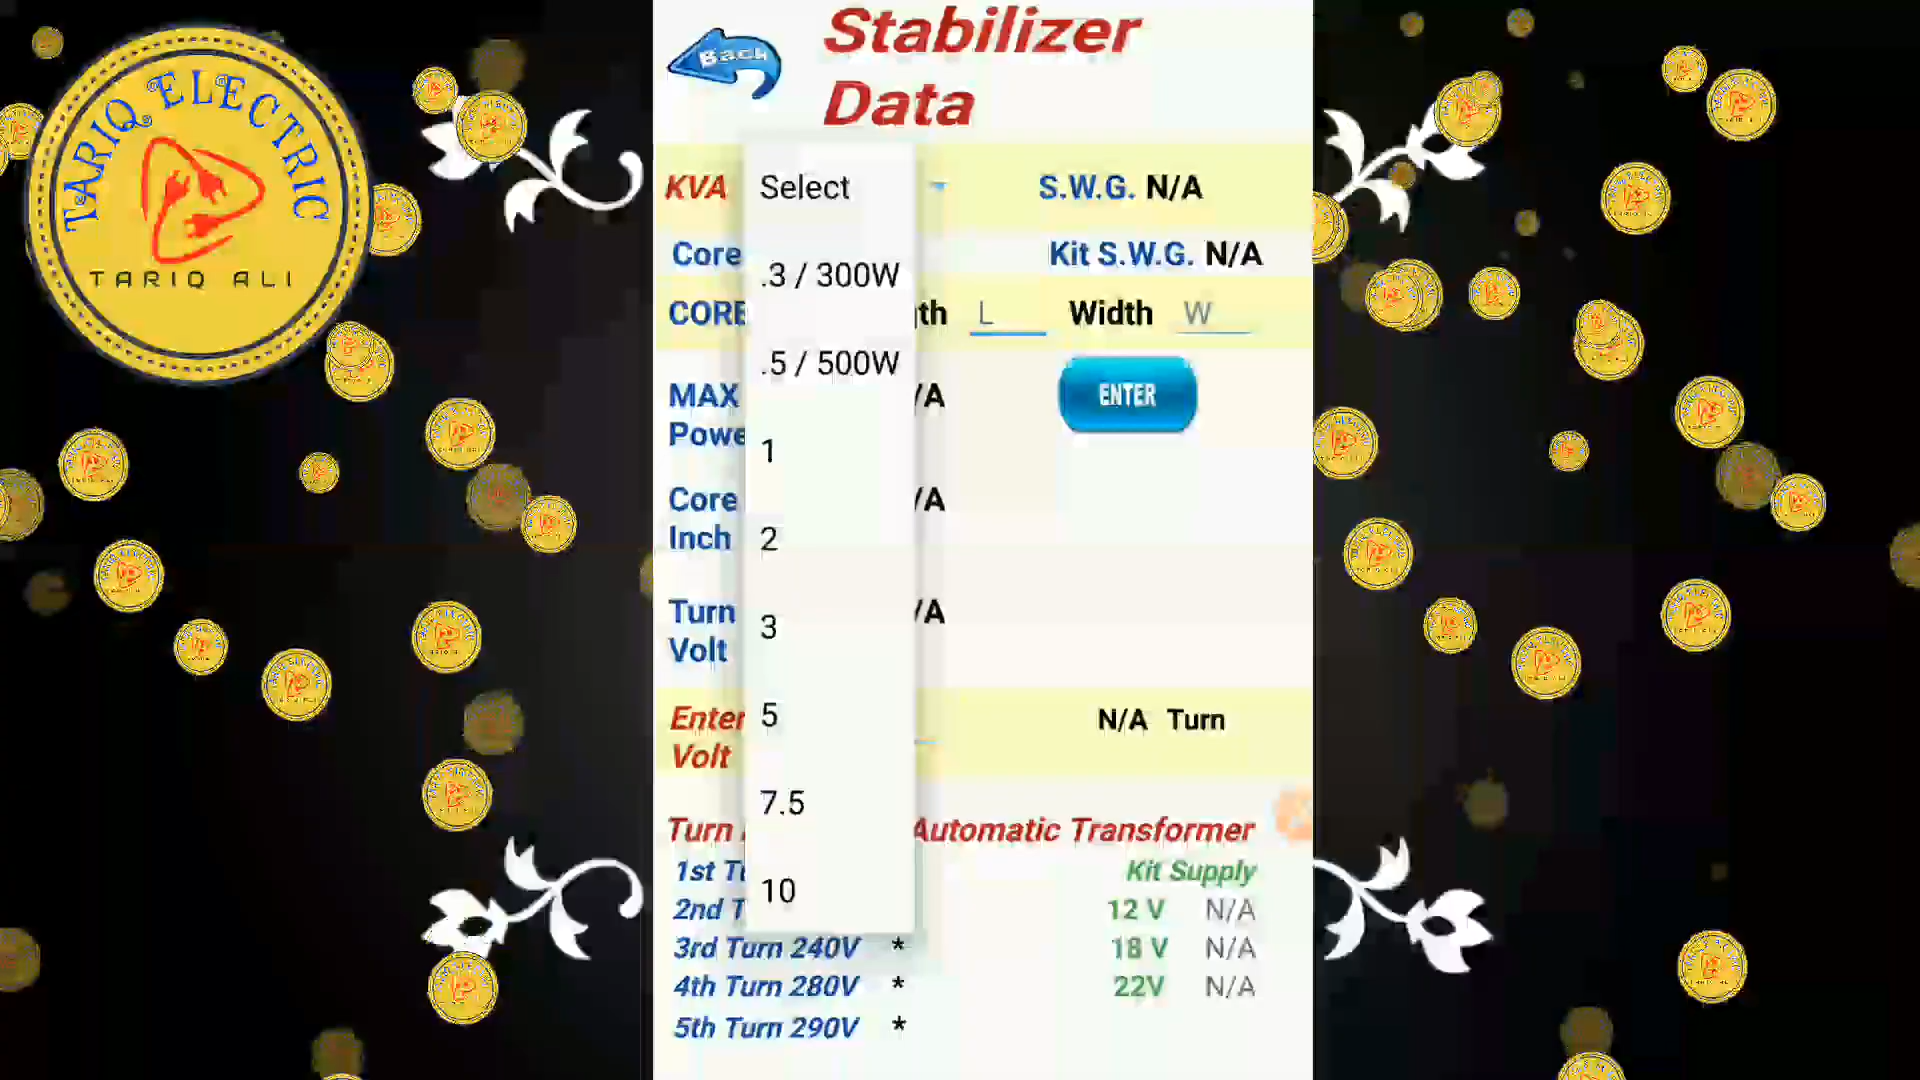 TARIQ ELECTRIC
TARIQ ALI
Back
Stabilizer
Data
KVA Select S.W.G. N/A
Core Kit S.W.G. N/A
.3 / 300W
CORE th L Width W
.5 / 500W
MAX /A ENTER
Powe
1
Core /A
Inch 2
Turn /A
3
Volt
5
Enter N/A Turn
Volt
7.5
Turn Automatic Transformer
1st T Kit Supply
10
2nd T 12 V N/A
3rd Turn 240V * 18 V N/A
4th Turn 280V * 22V N/A
5th Turn 290V *